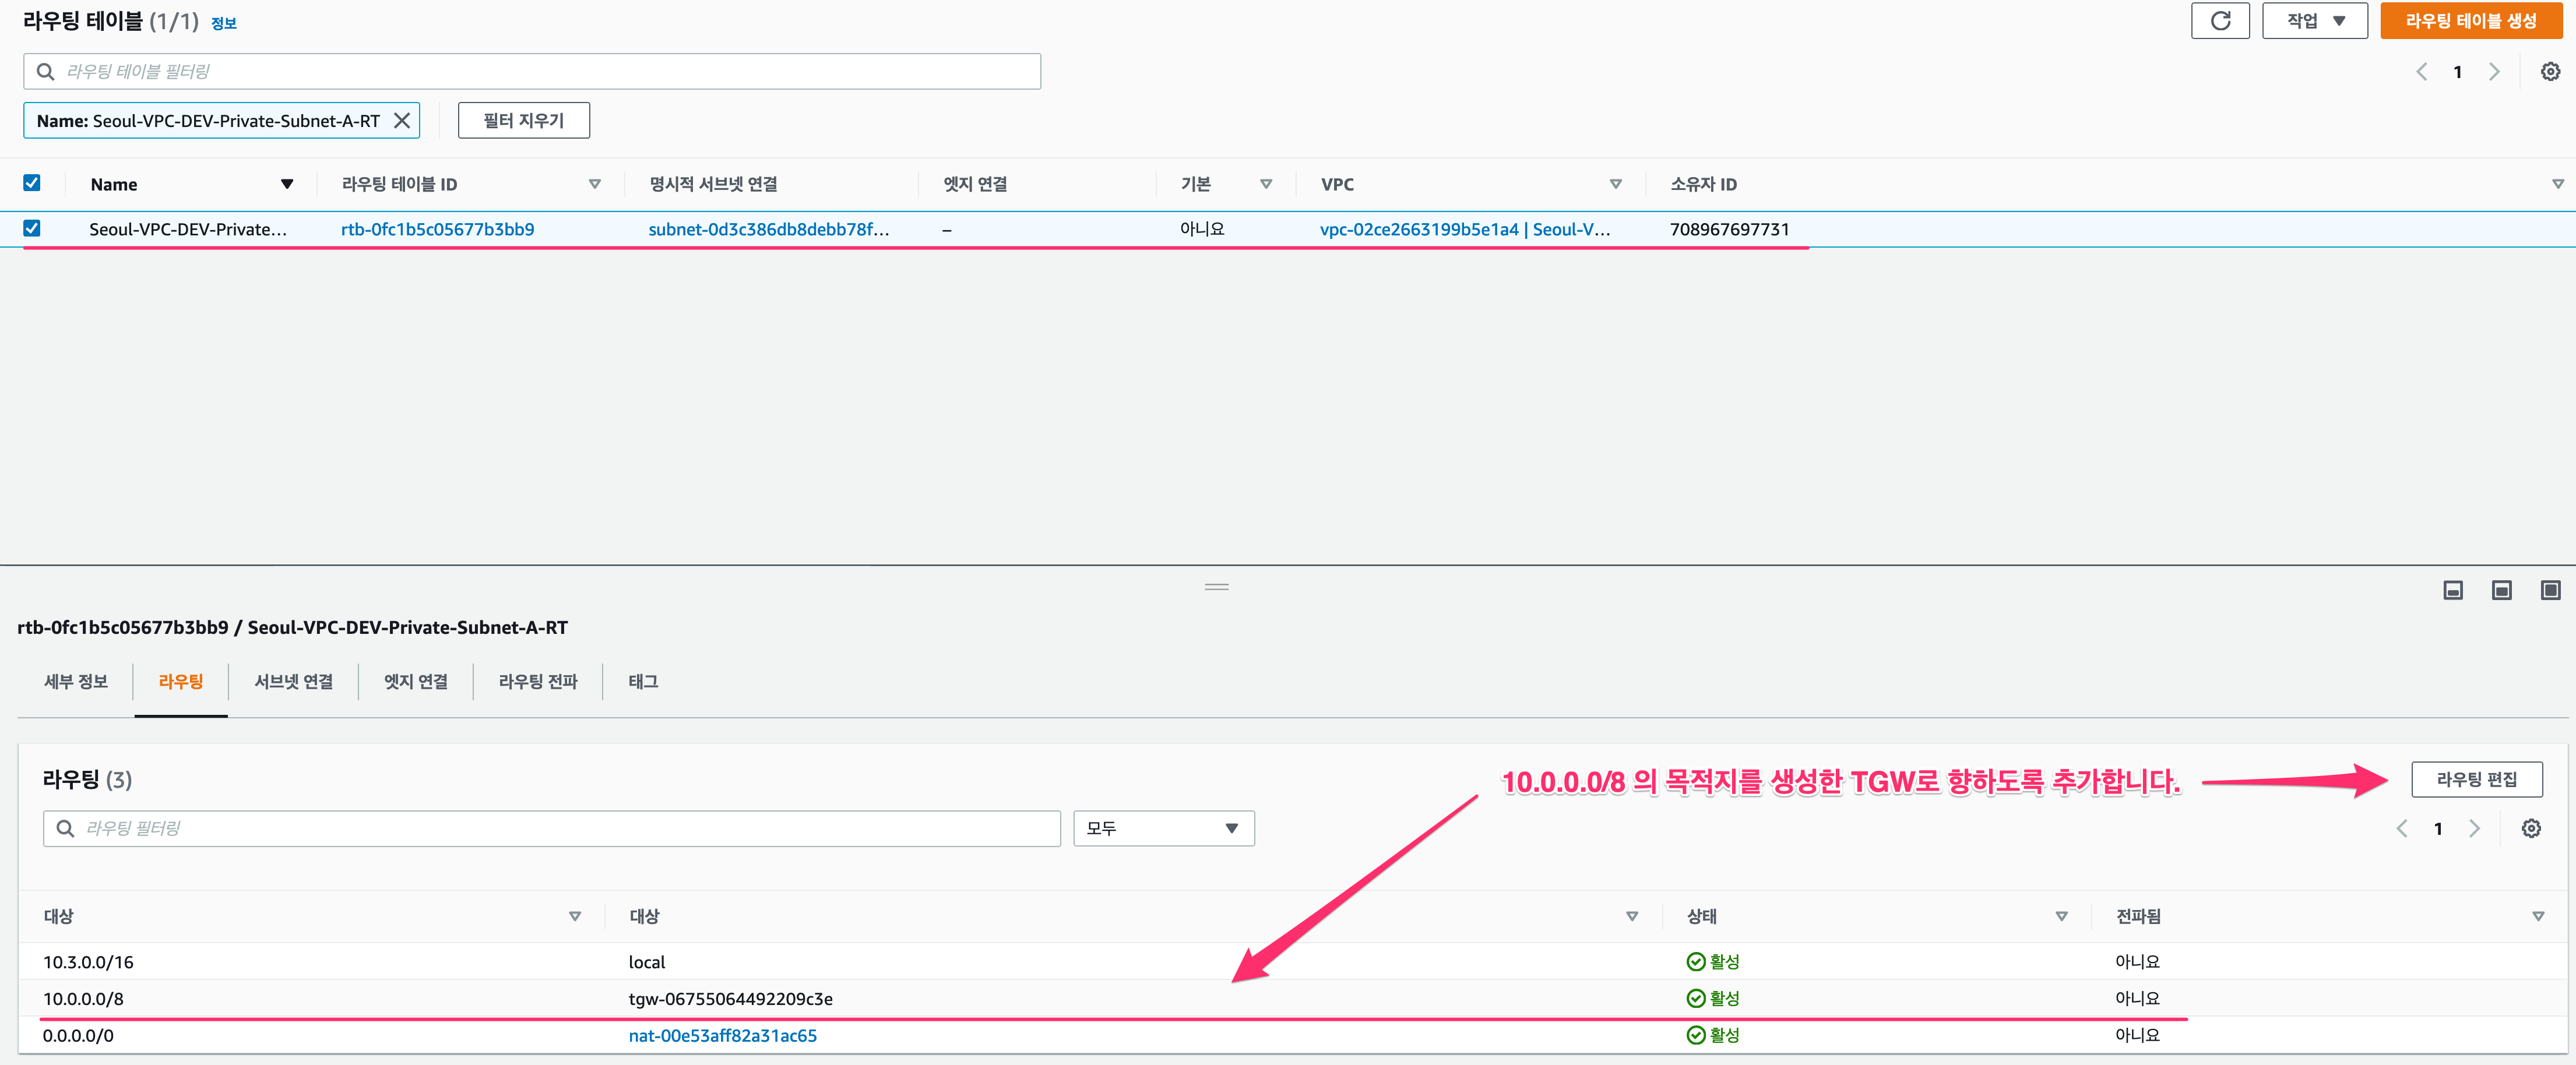 라우팅 테이블 (1/1) 정보
작업
라우팅 테이블 생성
라우팅 테이블 필터링
1
Name: Seoul-VPC-DEV-Private-Subnet-A-RT
필터 지우기
Name 라우팅 테이블 ID 명시적 서브넷 연결 엣지 연결 기본 VPC 소유자 ID
Seoul-VPC-DEV-Private... rtb-0fc1b5c05677b3bb9 subnet-0d3c386db8debb78f... – 아니요 vpc-02ce2663199b5e1a4 | Seoul-V... 708967697731
rtb-0fc1b5c05677b3bb9 / Seoul-VPC-DEV-Private-Subnet-A-RT
세부 정보 라우팅 서브넷 연결 엣지 연결 라우팅 전파 태그
라우팅 (3)
10.0.0.0/8 의 목적지를 생성한 TGW로 향하도록 추가합니다.
라우팅 편집
라우팅 필터링
모두
1
대상 대상 상태 전파됨
10.3.0.0/16 local 활성 아니요
10.0.0.0/8 tgw-06755064492209c3e 활성 아니요
0.0.0.0/0 nat-00e53aff82a31ac65 활성 아니요